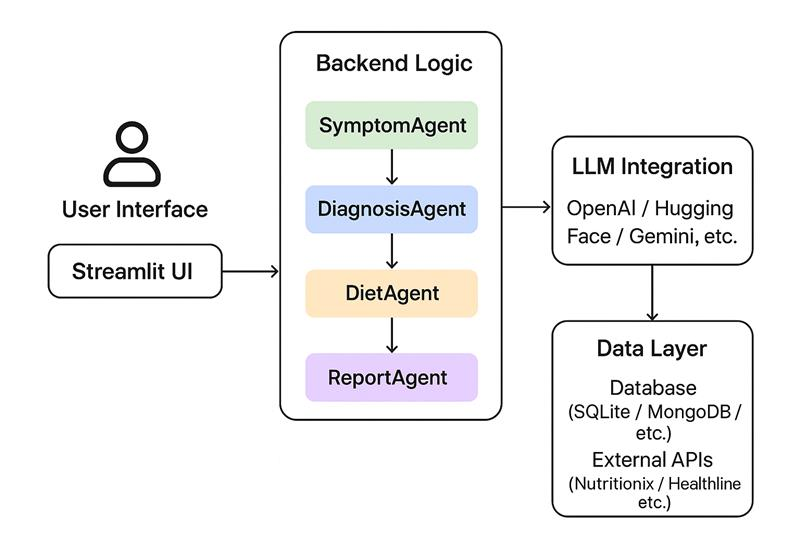 User Interface
Streamlit UI
Backend Logic
SymptomAgent
DiagnosisAgent
DietAgent
ReportAgent
LLM Integration
OpenAI / Hugging
Face / Gemini, etc.
Data Layer
Database
(SQLite / MongoDB /
etc.)
External APIs
(Nutritionix / Healthline
etc.)